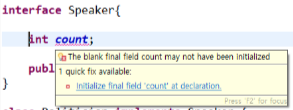 interface Speaker{
int count;
The blank final field count may not have been initialized
1 quick fix available:
Initialize final field 'count' at declaration.
publ
Press 'F2' for focus
}